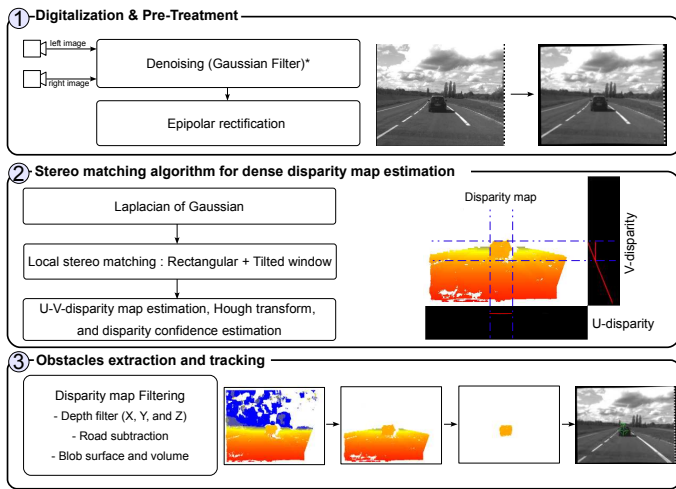 1 Digitalization & Pre-Treatment
left image
right image
Denoising (Gaussian Filter)*
Epipolar rectification
2 Stereo matching algorithm for dense disparity map estimation
Laplacian of Gaussian
Local stereo matching : Rectangular + Tilted window
U-V-disparity map estimation, Hough transform,
and disparity confidence estimation
Disparity map
V-disparity
U-disparity
3 Obstacles extraction and tracking
Disparity map Filtering
- Depth filter (X, Y, and Z)
- Road subtraction
- Blob surface and volume